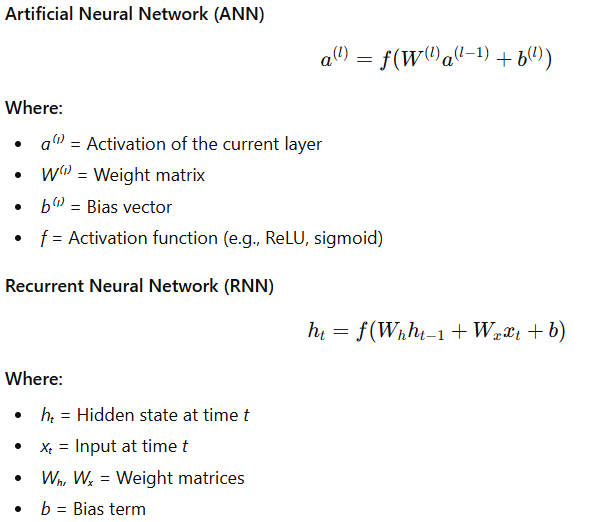 Artificial Neural Network (ANN)
a^(l) = f(W^(l)a^(l−1) + b^(l))
Where:
• a^(l) = Activation of the current layer
• W^(l) = Weight matrix
• b^(l) = Bias vector
• f = Activation function (e.g., ReLU, sigmoid)
Recurrent Neural Network (RNN)
h_t = f(W_h h_{t−1} + W_x x_t + b)
Where:
• h_t = Hidden state at time t
• x_t = Input at time t
• W_h, W_x = Weight matrices
• b = Bias term